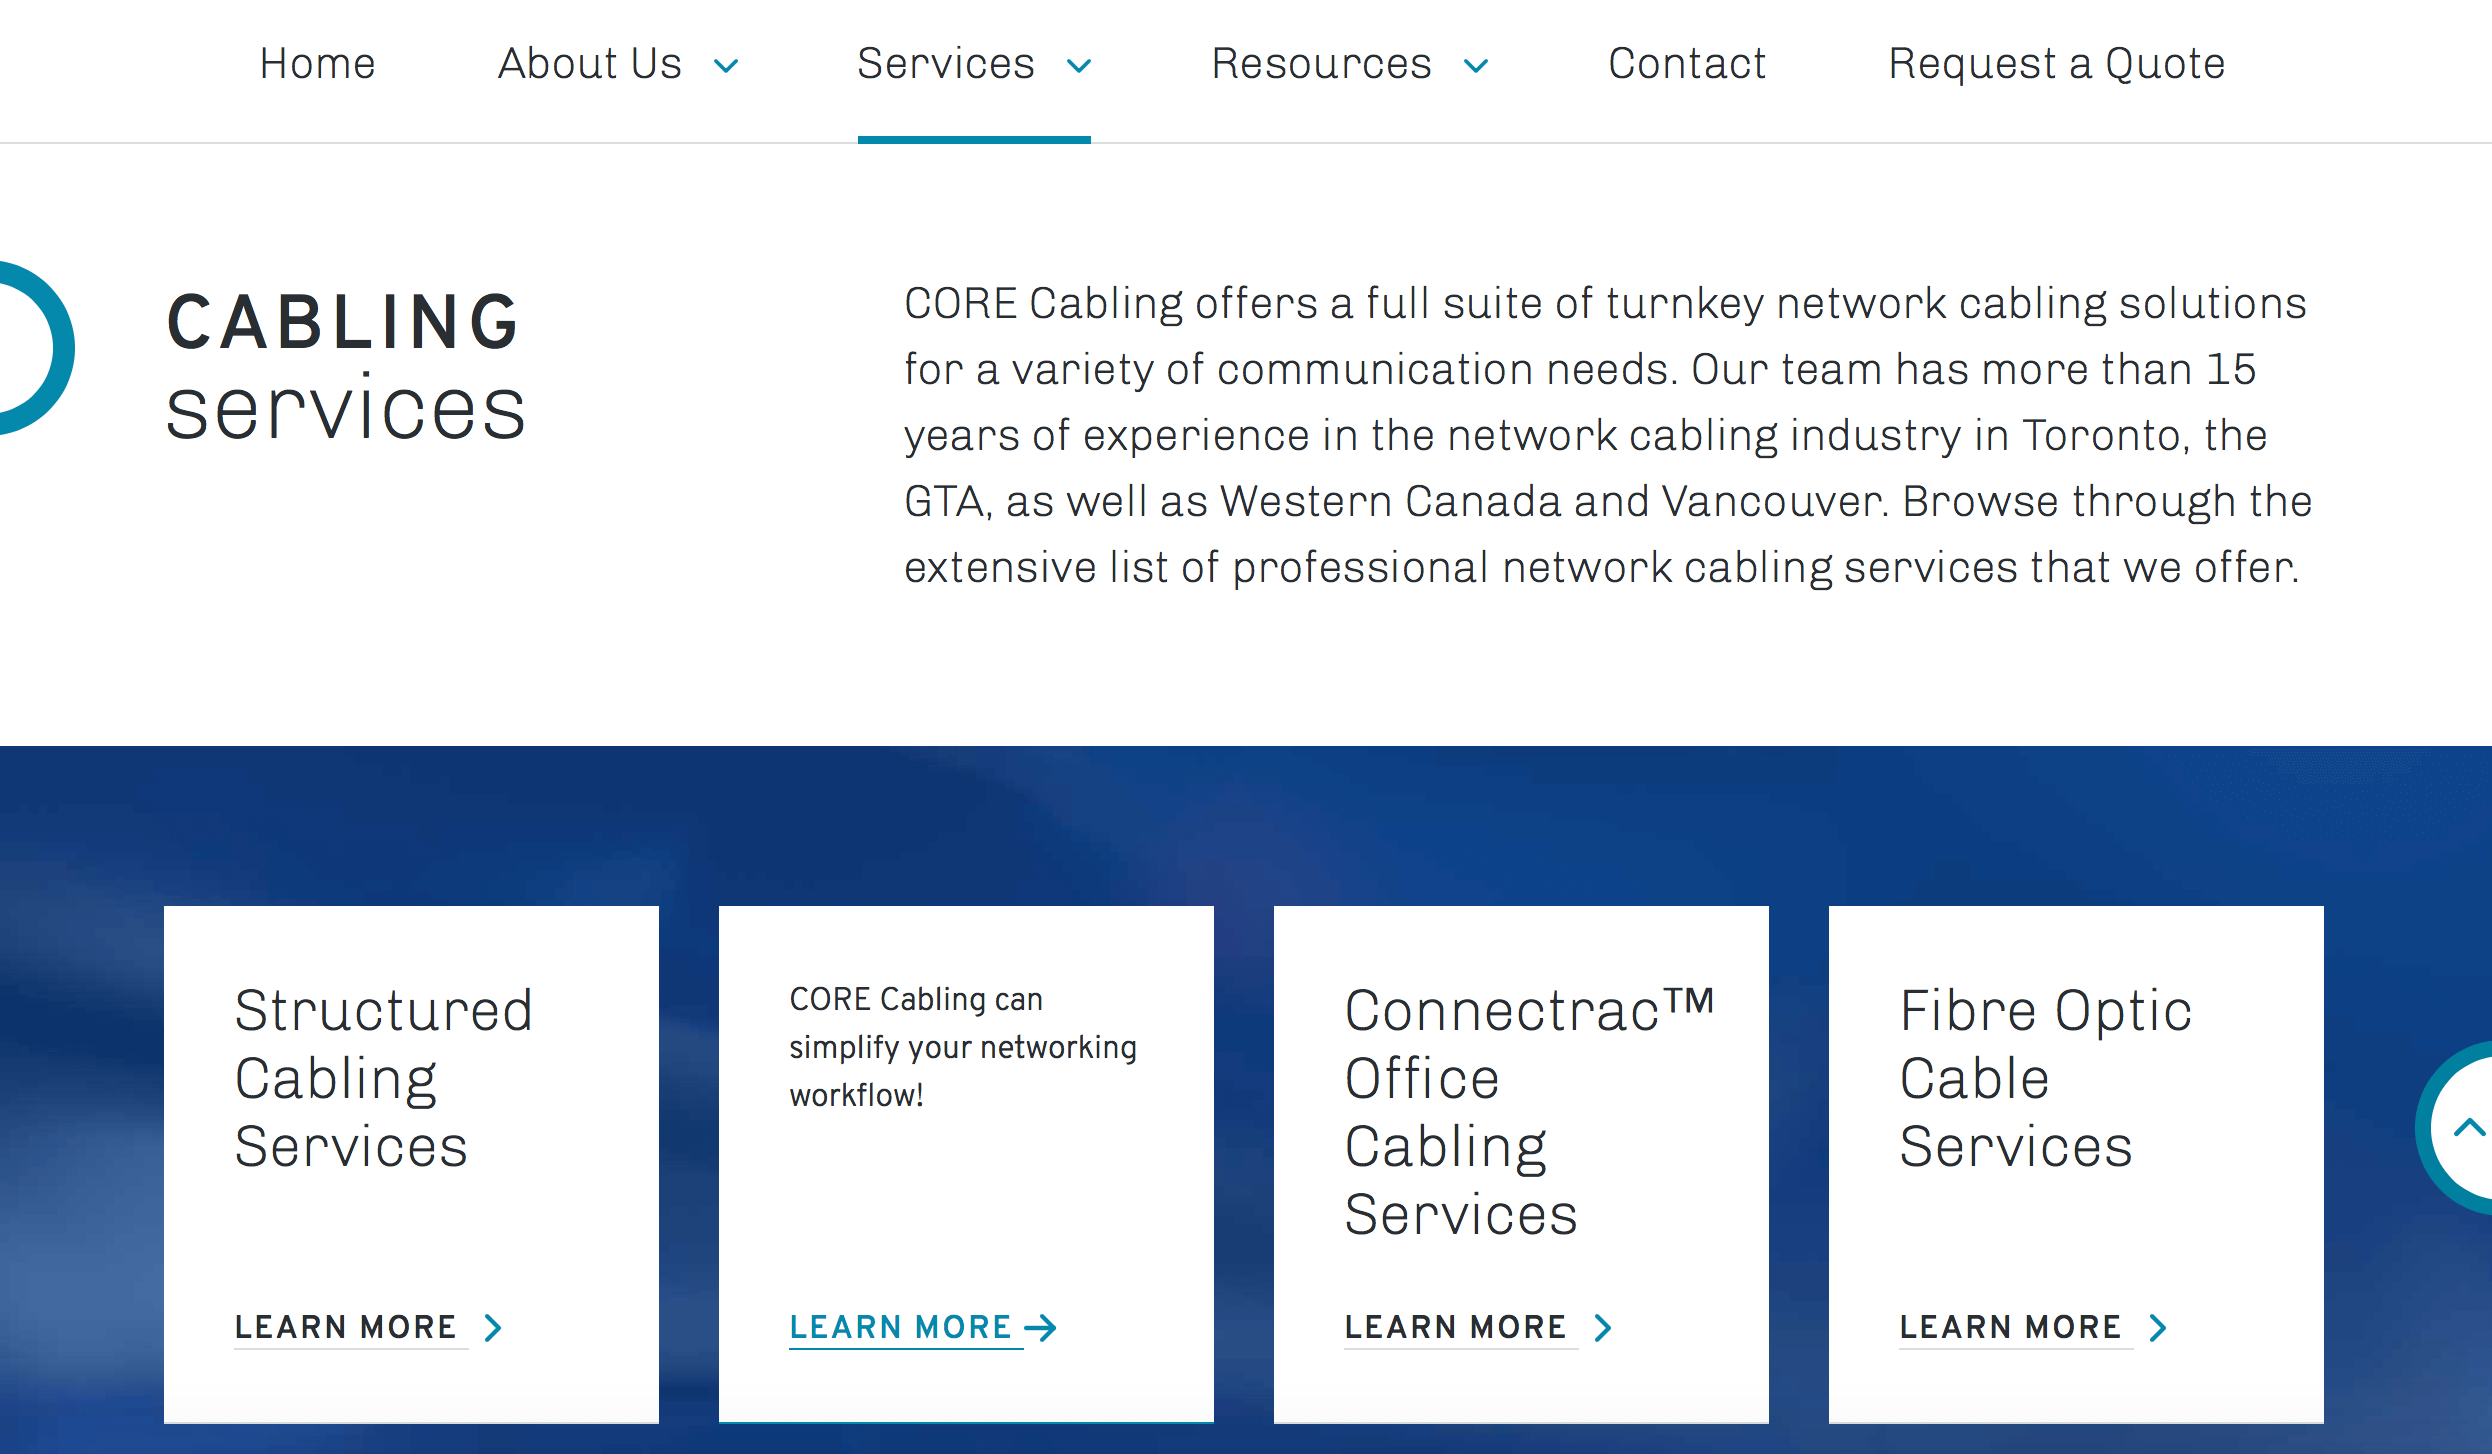 Home About Us Services Resources Contact Request a Quote
CABLING
services
CORE Cabling offers a full suite of turnkey network cabling solutions
for a variety of communication needs. Our team has more than 15
years of experience in the network cabling industry in Toronto, the
GTA, as well as Western Canada and Vancouver. Browse through the
extensive list of professional network cabling services that we offer.
Structured
Cabling
Services
LEARN MORE
CORE Cabling can
simplify your networking
workflow!
LEARN MORE
Connectrac™
Office
Cabling
Services
LEARN MORE
Fibre Optic
Cable
Services
LEARN MORE